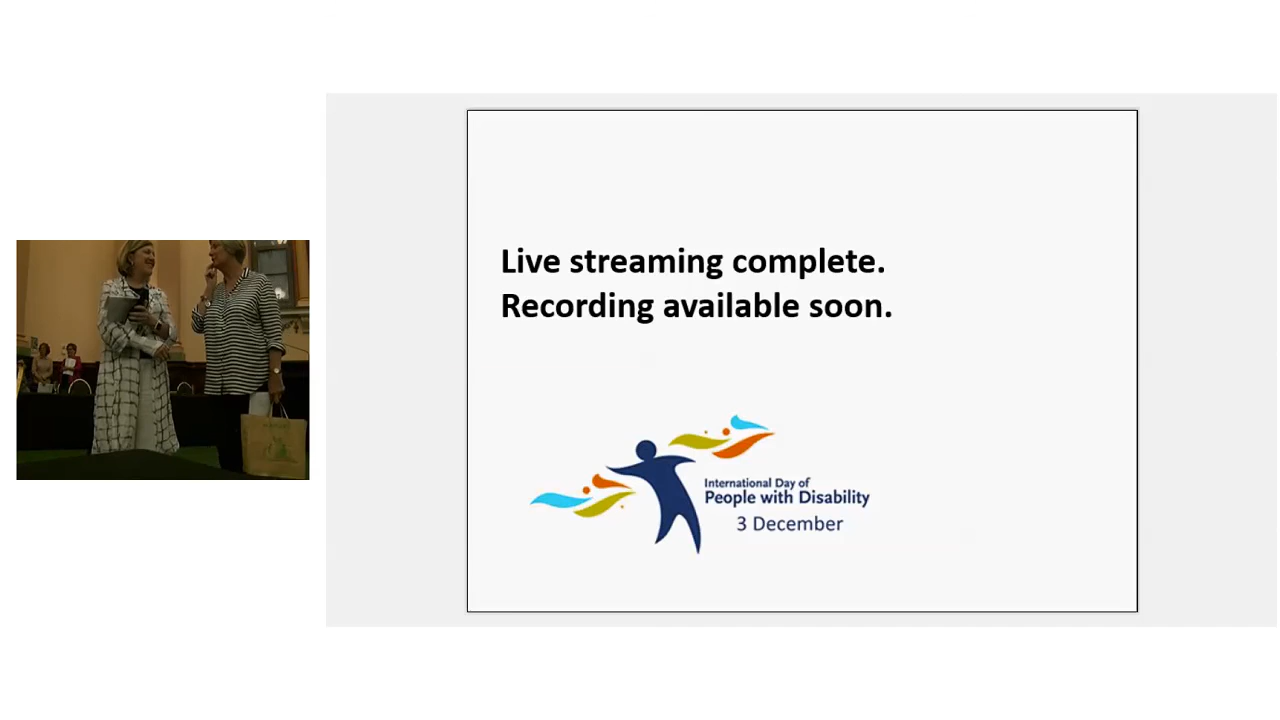 Live streaming complete.
Recording available soon.
International Day of
People with Disability
3 December